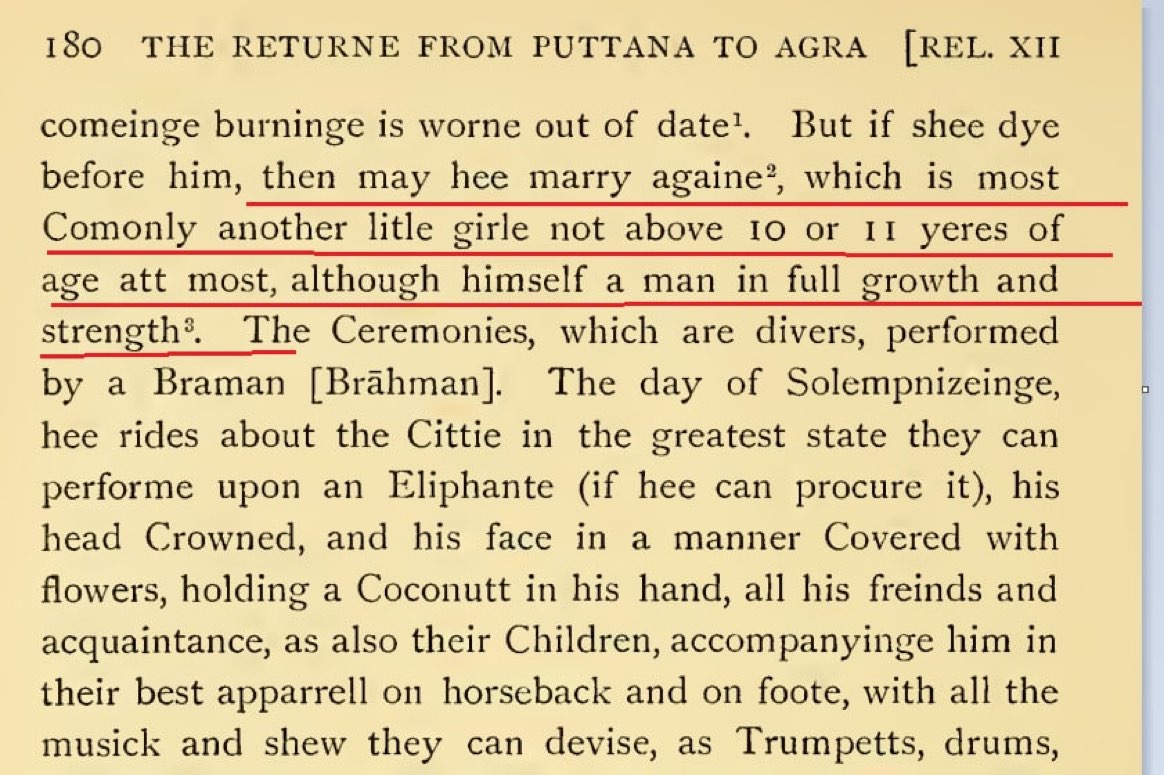 180 THE RETURNE FROM PUTTANA TO AGRA [REL. XII
comeinge burninge is worne out of date¹. But if shee dye
before him, then may hee marry againe², which is most
Comonly another litle girle not above 10 or 11 yeres of
age att most, although himself a man in full growth and
strength³. The Ceremonies, which are divers, performed
by a Braman [Brāhman]. The day of Solempnizeinge,
hee rides about the Cittie in the greatest state they can
performe upon an Eliphante (if hee can procure it), his
head Crowned, and his face in a manner Covered with
flowers, holding a Coconutt in his hand, all his freinds and
acquaintance, as also their Children, accompanyinge him in
their best apparrell on horseback and on foote, with all the
musick and shew they can devise, as Trumpetts, drums,